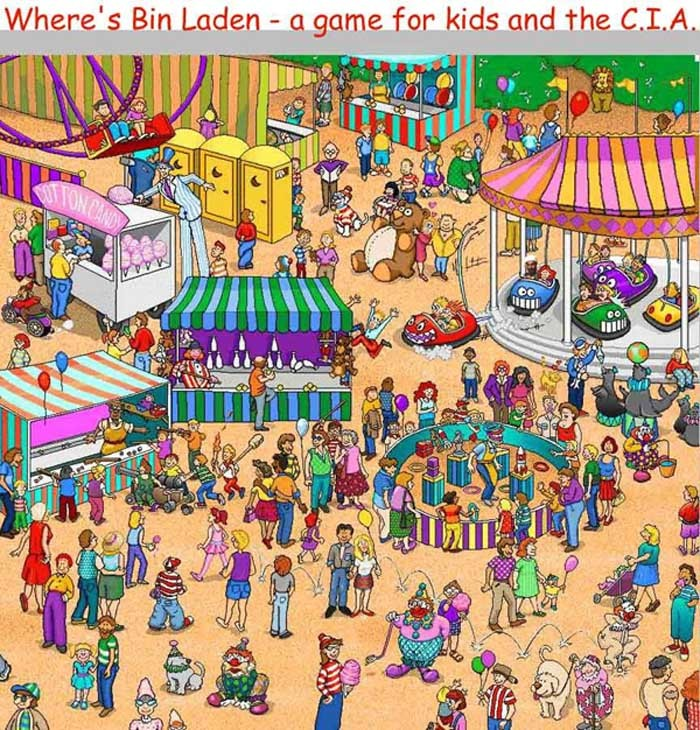 Where's Bin Laden - a game for kids and the C.I.A.
COTTON CANDY